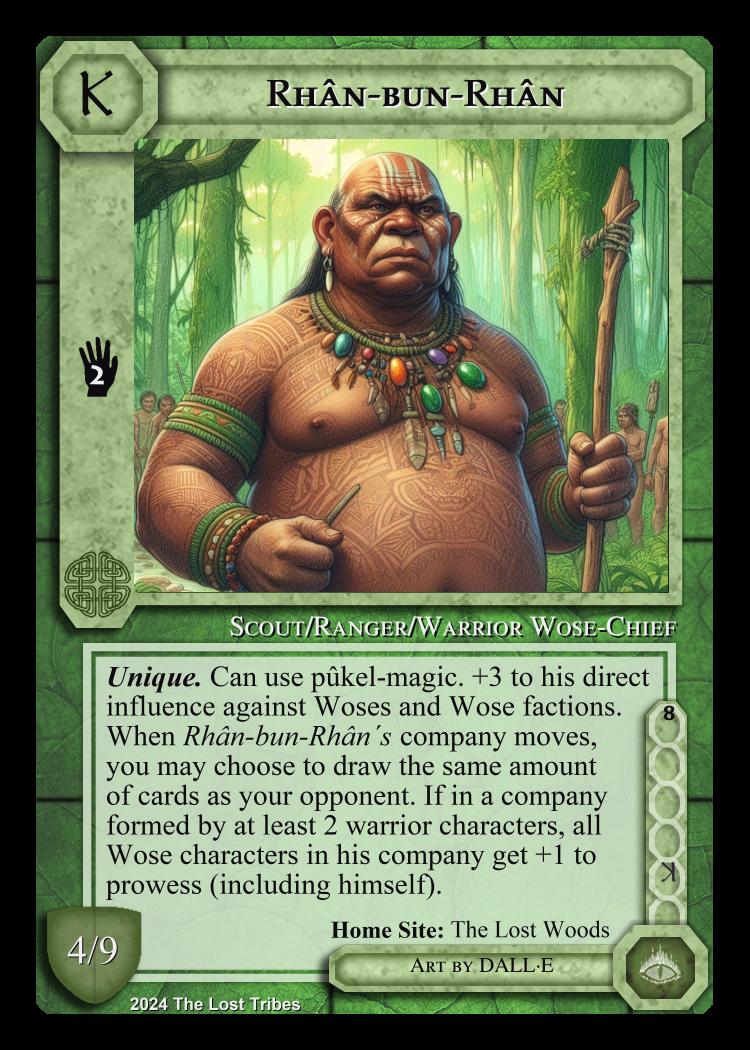 K
RHÂN-BUN-RHÂN
2
SCOUT/RANGER/WARRIOR WOSE-CHIEF
Unique. Can use pûkel-magic. +3 to his direct
influence against Woses and Wose factions.
When Rhân-bun-Rhân´s company moves,
you may choose to draw the same amount
of cards as your opponent. If in a company
formed by at least 2 warrior characters, all
Wose characters in his company get +1 to
prowess (including himself).
8
K
Home Site: The Lost Woods
4/9
ART BY DALL·E
2024 The Lost Tribes